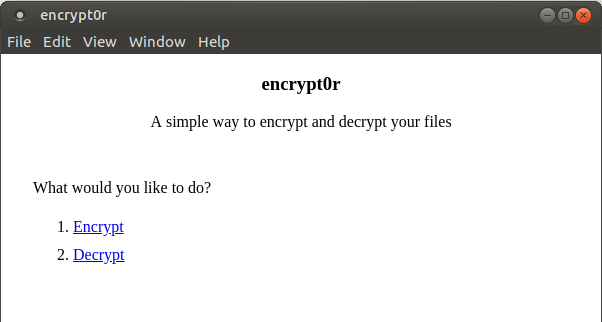 encrypt0r
File Edit View Window Help
encrypt0r
A simple way to encrypt and decrypt your files
What would you like to do?
1. Encrypt
2. Decrypt